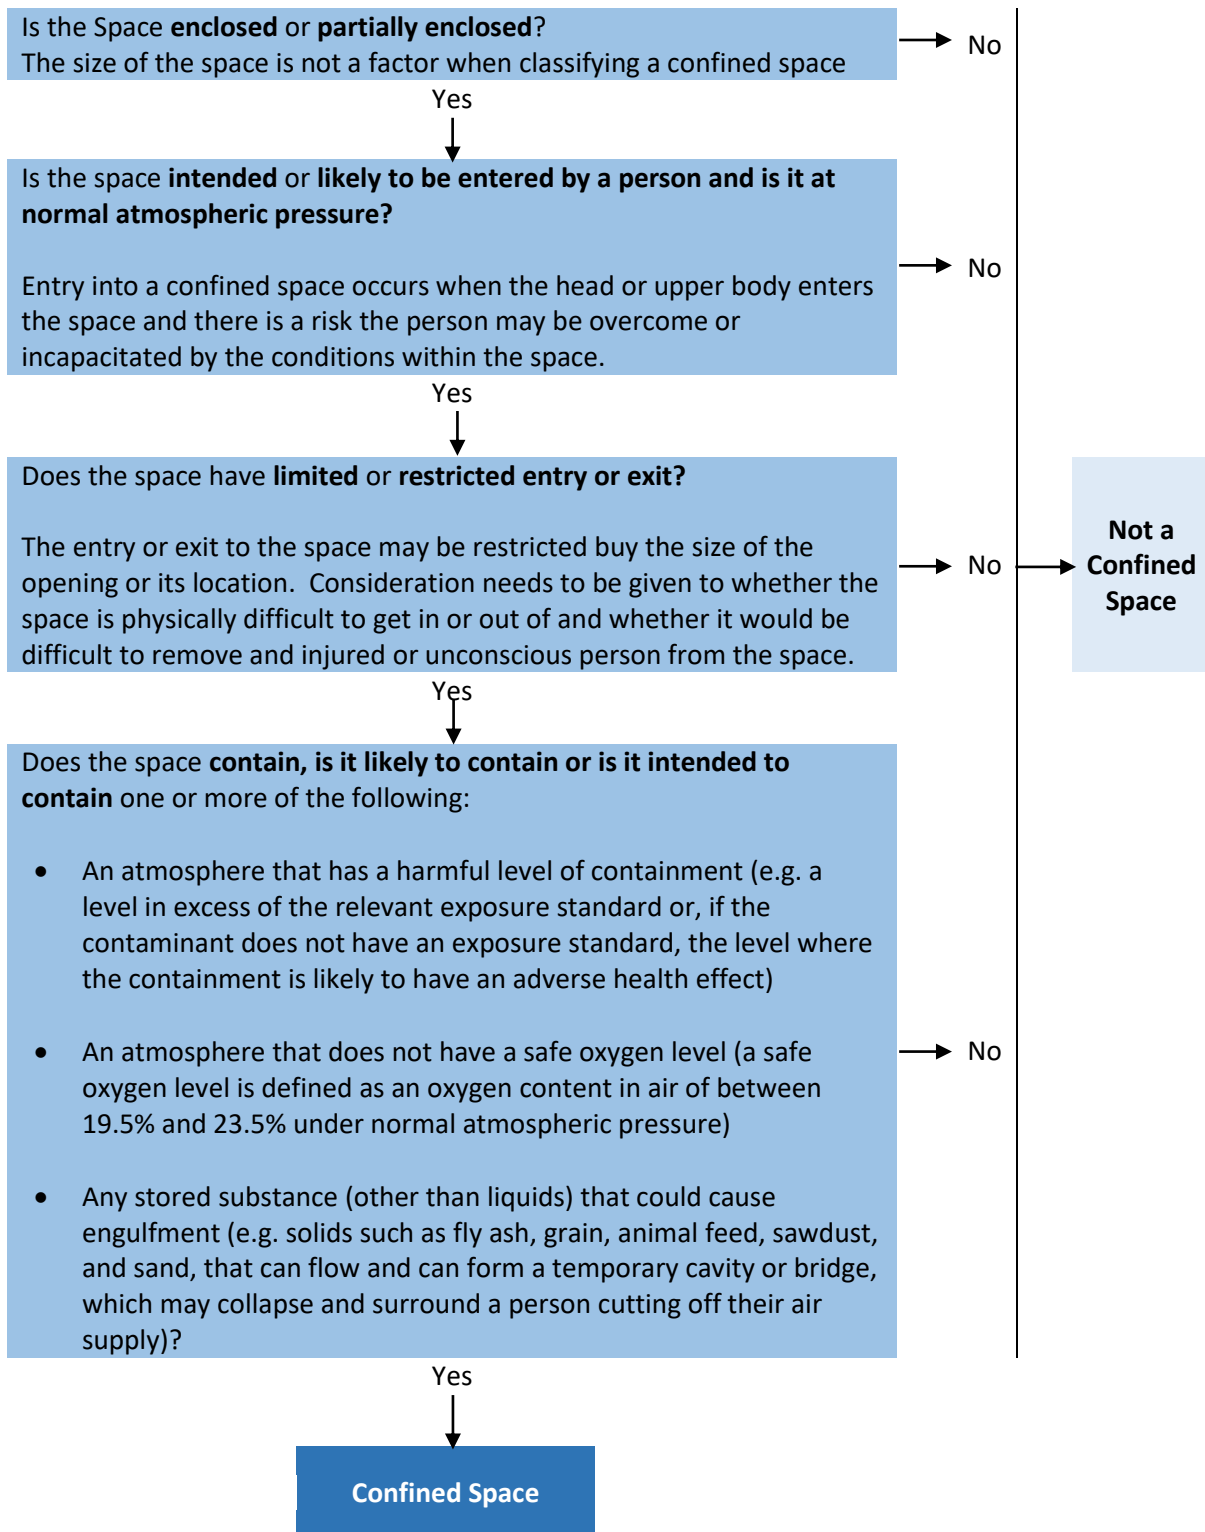 Is the Space enclosed or partially enclosed?
The size of the space is not a factor when classifying a confined space
No
Yes
Is the space intended or likely to be entered by a person and is it at
normal atmospheric pressure?
Entry into a confined space occurs when the head or upper body enters
the space and there is a risk the person may be overcome or
incapacitated by the conditions within the space.
No
Yes
Does the space have limited or restricted entry or exit?
The entry or exit to the space may be restricted buy the size of the
opening or its location. Consideration needs to be given to whether the
space is physically difficult to get in or out of and whether it would be
difficult to remove and injured or unconscious person from the space.
No
Not a
Confined
Space
Yes
Does the space contain, is it likely to contain or is it intended to
contain one or more of the following:
• An atmosphere that has a harmful level of containment (e.g. a
level in excess of the relevant exposure standard or, if the
contaminant does not have an exposure standard, the level where
the containment is likely to have an adverse health effect)
• An atmosphere that does not have a safe oxygen level (a safe
oxygen level is defined as an oxygen content in air of between
19.5% and 23.5% under normal atmospheric pressure)
• Any stored substance (other than liquids) that could cause
engulfment (e.g. solids such as fly ash, grain, animal feed, sawdust,
and sand, that can flow and can form a temporary cavity or bridge,
which may collapse and surround a person cutting off their air
supply)?
No
Yes
Confined Space